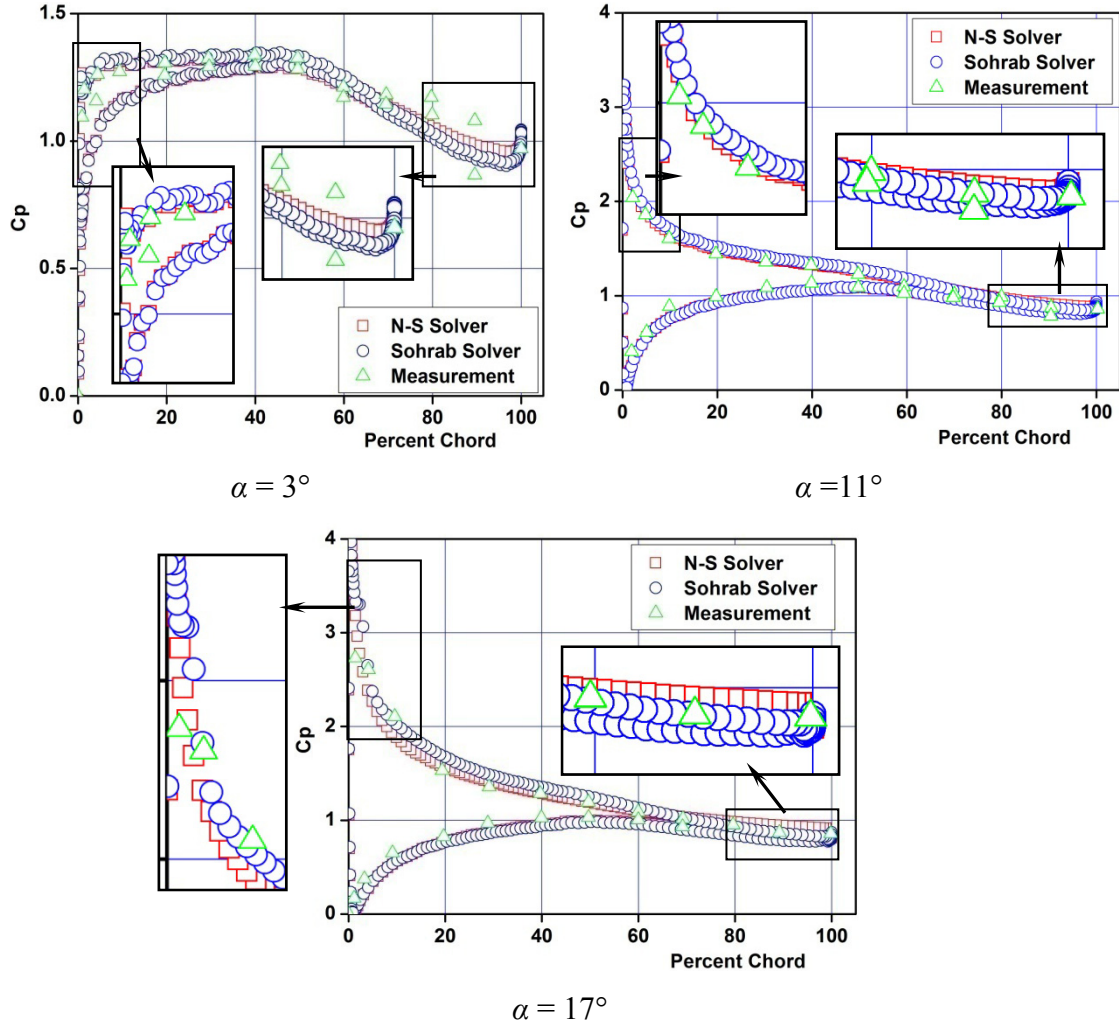 1.5
1.0
0.5
0.0
Cp
0
20
40
60
80
100
Percent Chord
N-S Solver
Sohrab Solver
Measurement
α = 3°
4
3
2
1
0
Cp
0
20
40
60
80
100
Percent Chord
N-S Solver
Sohrab Solver
Measurement
α =11°
4
3
2
1
0
Cp
0
20
40
60
80
100
Percent Chord
N-S Solver
Sohrab Solver
Measurement
α = 17°